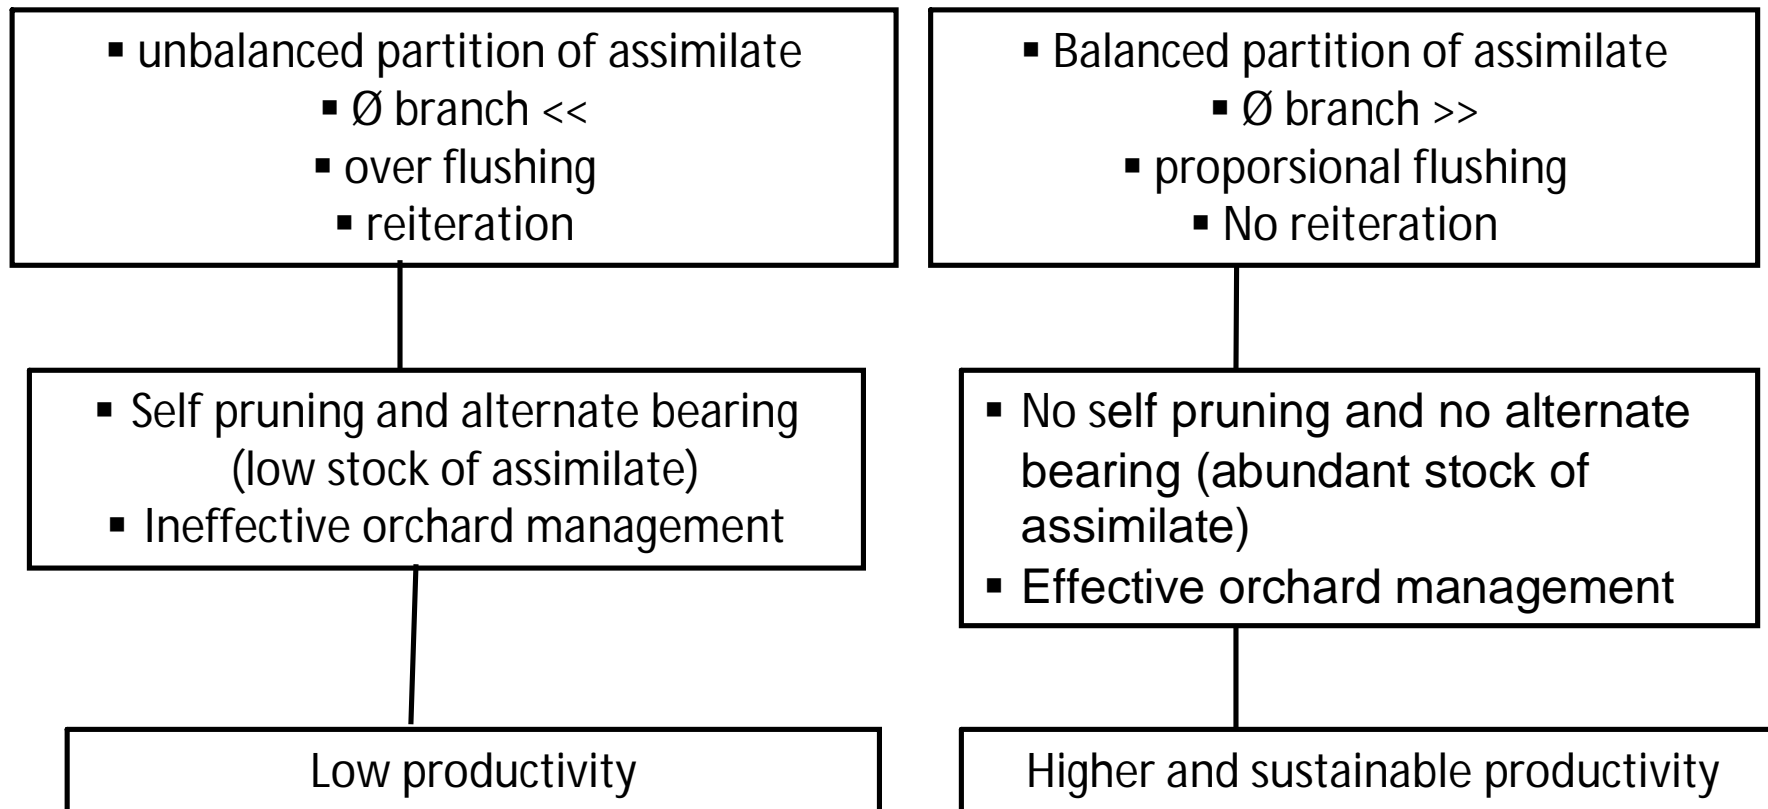 ▪ unbalanced partition of assimilate
▪ Ø branch <<
▪ over flushing
▪ reiteration
▪ Self pruning and alternate bearing
(low stock of assimilate)
▪ Ineffective orchard management
Low productivity
▪ Balanced partition of assimilate
▪ Ø branch >>
▪ proporsional flushing
▪ No reiteration
▪ No self pruning and no alternate
bearing (abundant stock of
assimilate)
▪ Effective orchard management
Higher and sustainable productivity